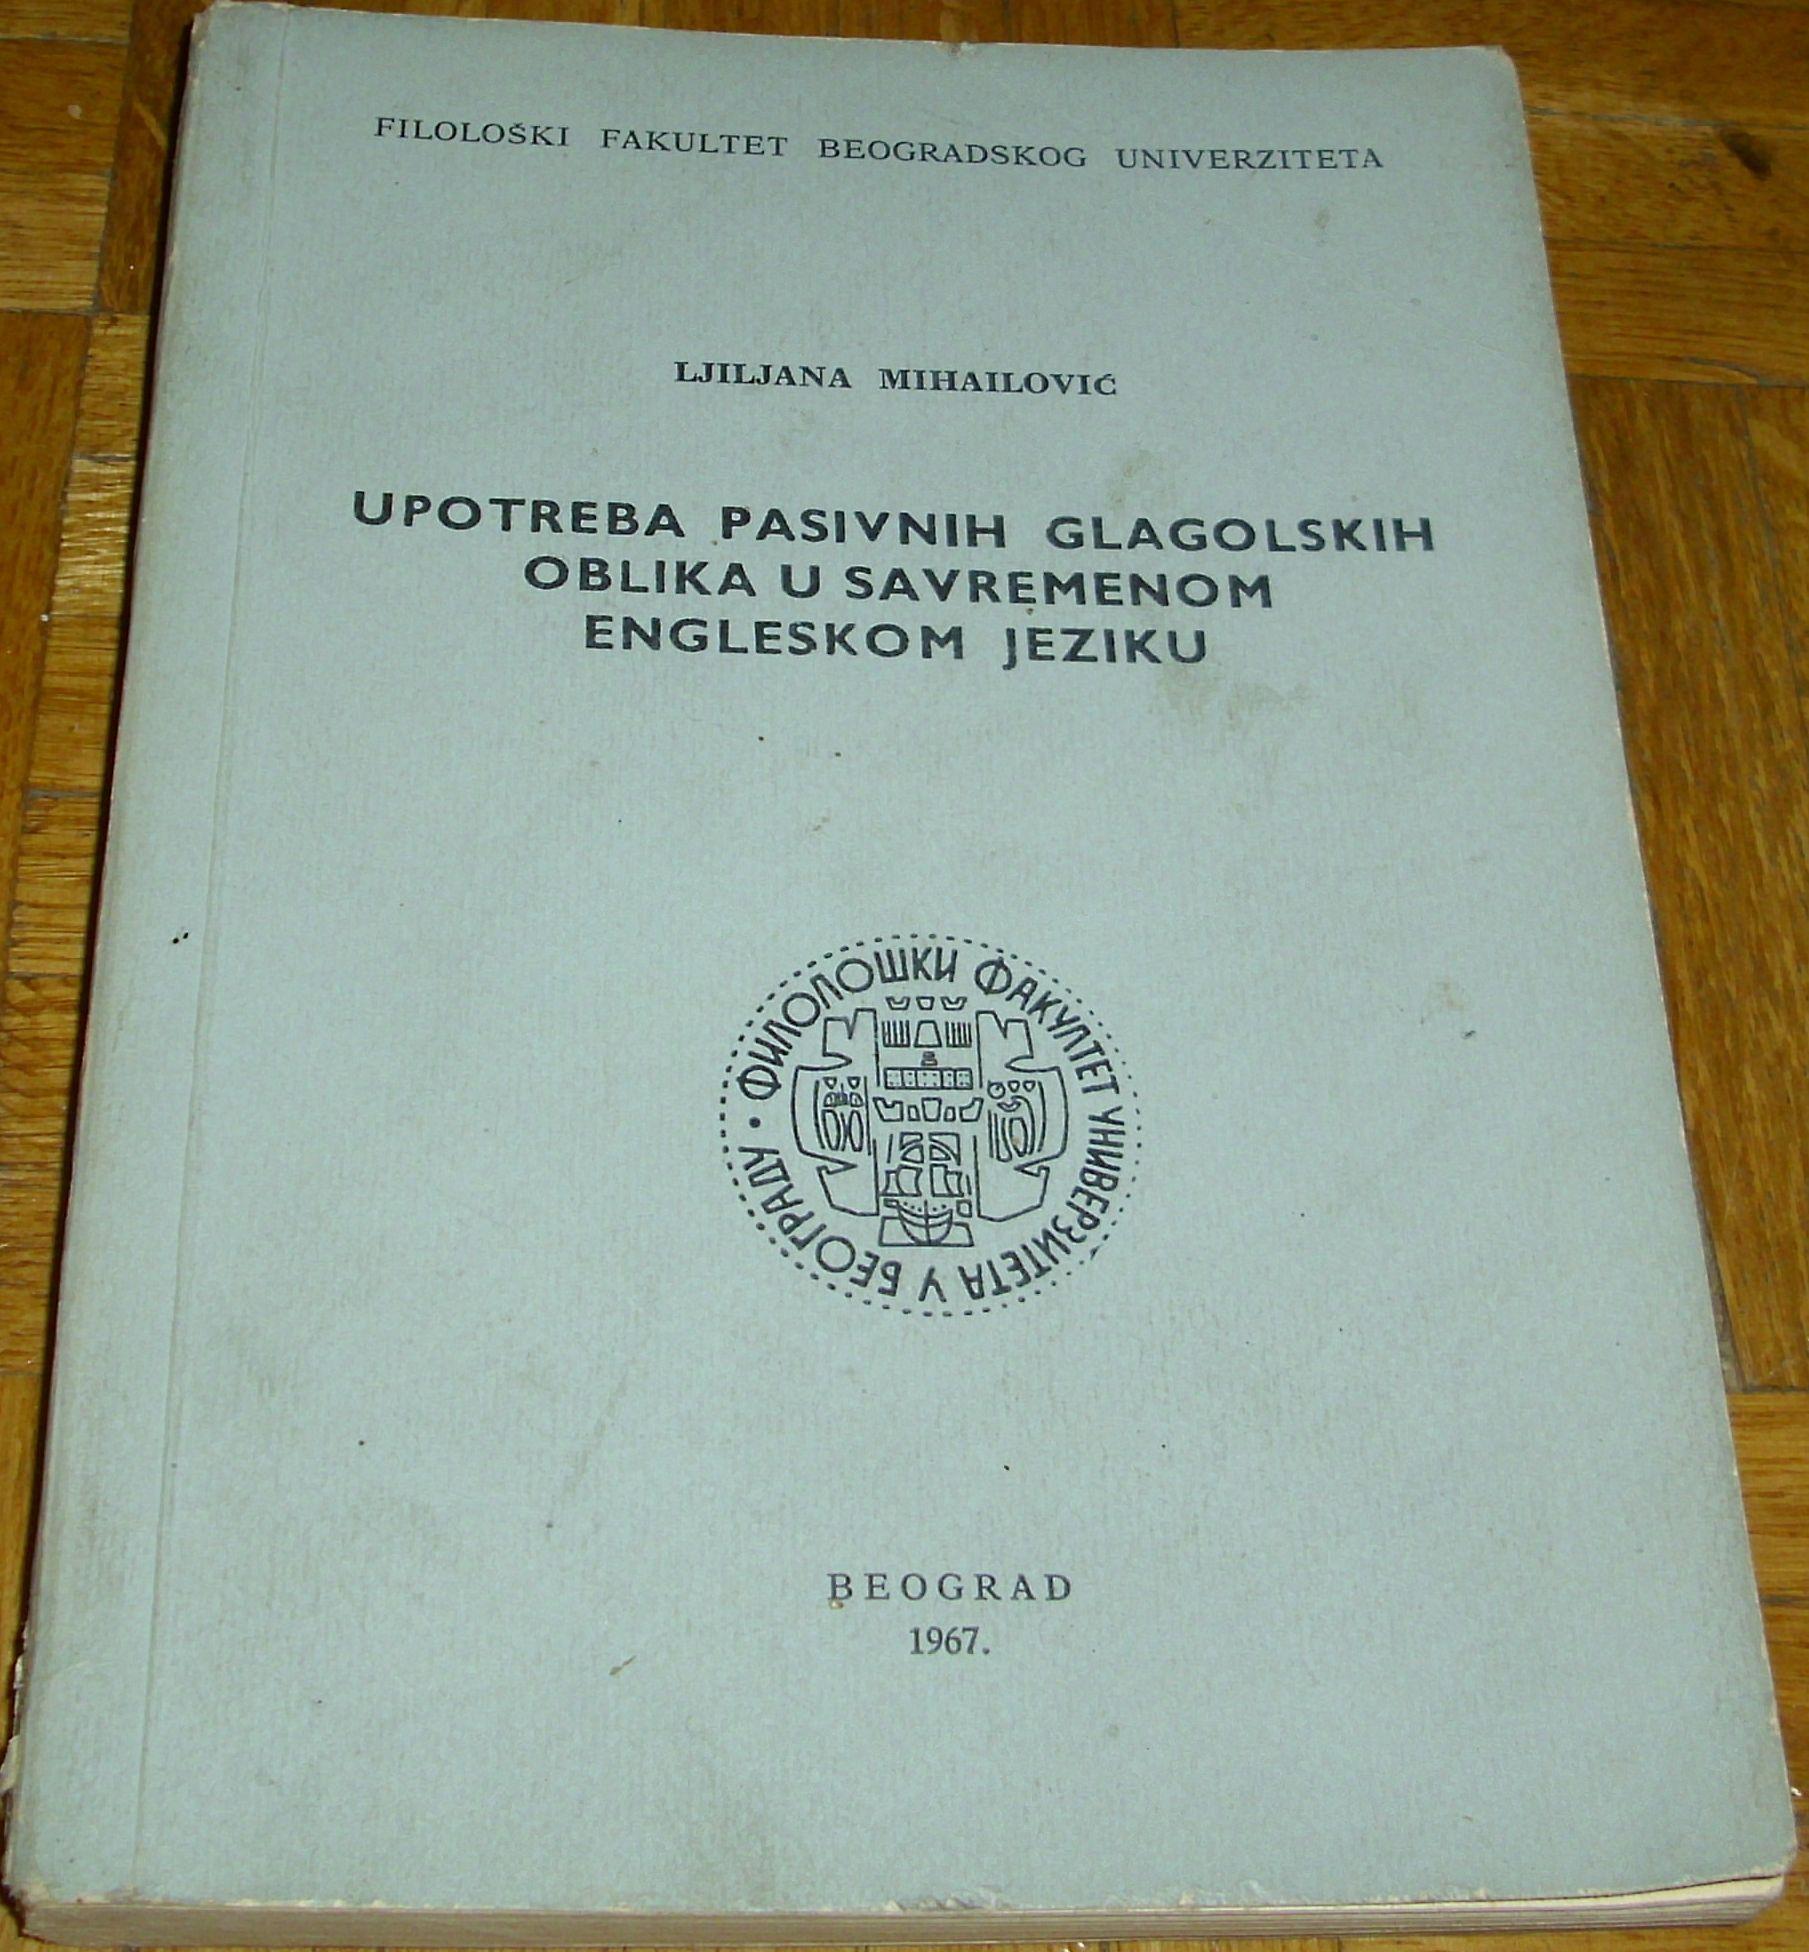 FILOLOŠKI FAKULTET BEOGRADSKOG UNIVERZITETA
LJILJANA MIHAILOVIĆ
UPOTREBA PASIVNIH GLAGOLSKIH
OBLIKA U SAVREMENOM
ENGLESKOM JEZIKU
ФИЛОЛОШКИ ФАКУЛТЕТ УНИВЕРЗИТЕТА У БЕОГРАДУ •
BEOGRAD
1967.